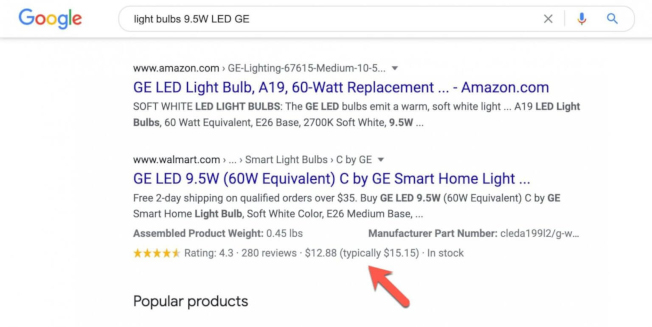 Google
light bulbs 9.5W LED GE
www.amazon.com › GE-Lighting-67615-Medium-10-5...
GE LED Light Bulb, A19, 60-Watt Replacement ... - Amazon.com
SOFT WHITE LED LIGHT BULBS: The GE LED bulbs emit a warm, soft white light ... A19 LED Light
Bulbs, 60 Watt Equivalent, E26 Base, 2700K Soft White, 9.5W ...
www.walmart.com › ... › Smart Light Bulbs › C by GE
GE LED 9.5W (60W Equivalent) C by GE Smart Home Light ...
Free 2-day shipping on qualified orders over $35. Buy GE LED 9.5W (60W Equivalent) C by GE
Smart Home Light Bulb, Soft White Color, E26 Medium Base, ...
Assembled Product Weight: 0.45 lbs Manufacturer Part Number: cleda199l2/g-w...
Rating: 4.3 · 280 reviews · $12.88 (typically $15.15) · In stock
Popular products